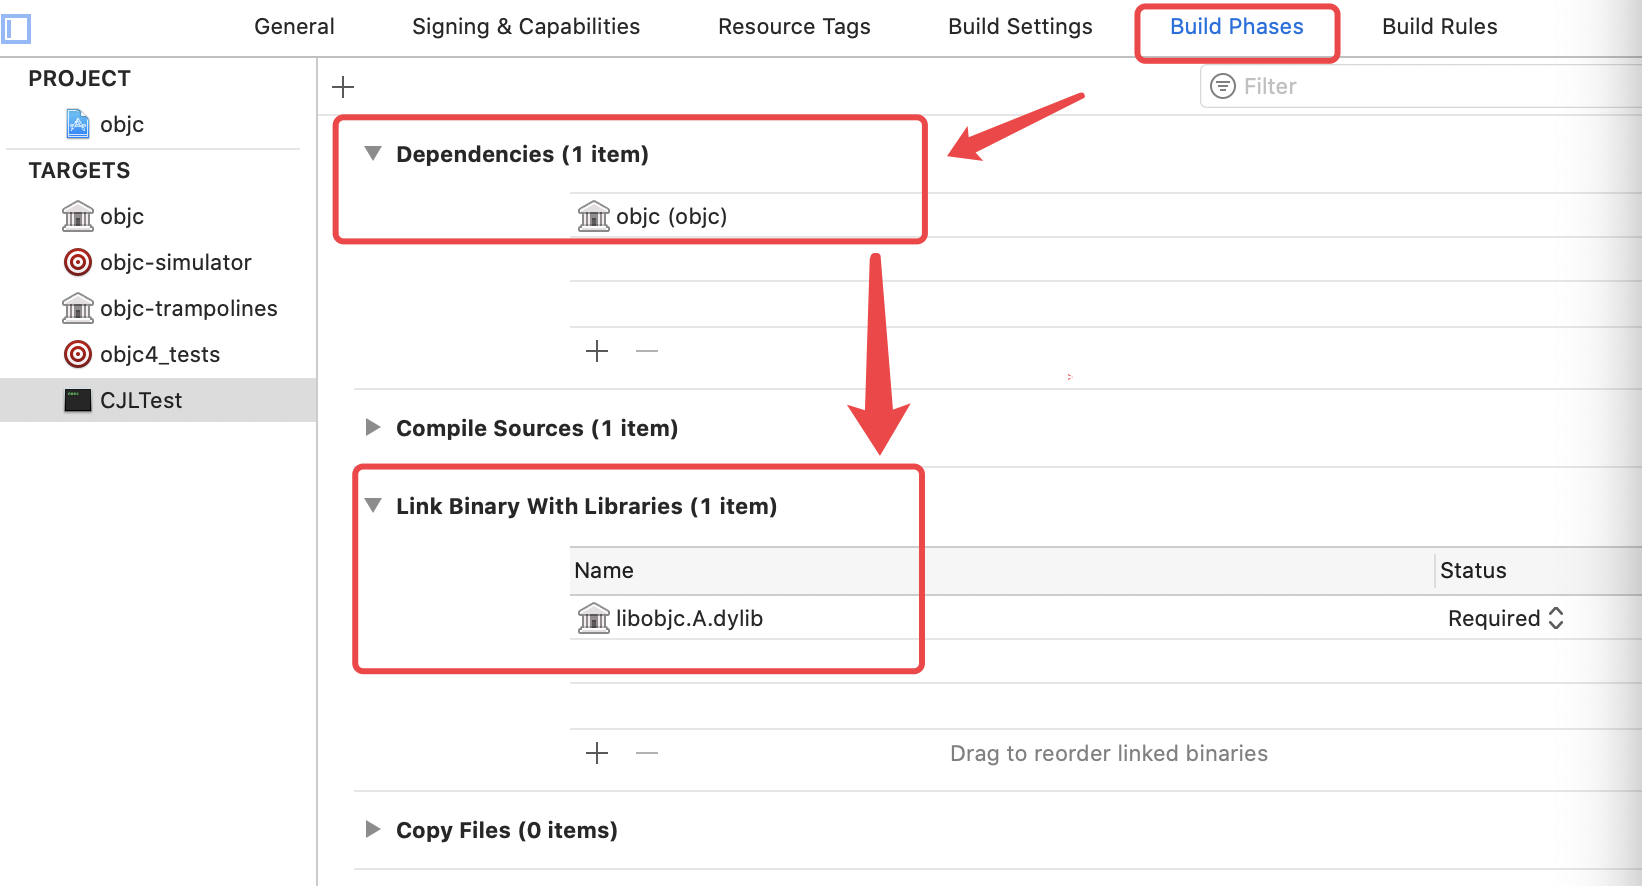 General Signing & Capabilities Resource Tags Build Settings Build Phases Build Rules
PROJECT
objc
TARGETS
objc
objc-simulator
objc-trampolines
objc4_tests
CJLTest
Filter
Dependencies (1 item)
objc (objc)
Compile Sources (1 item)
Link Binary With Libraries (1 item)
Name Status
libobjc.A.dylib Required
Drag to reorder linked binaries
Copy Files (0 items)